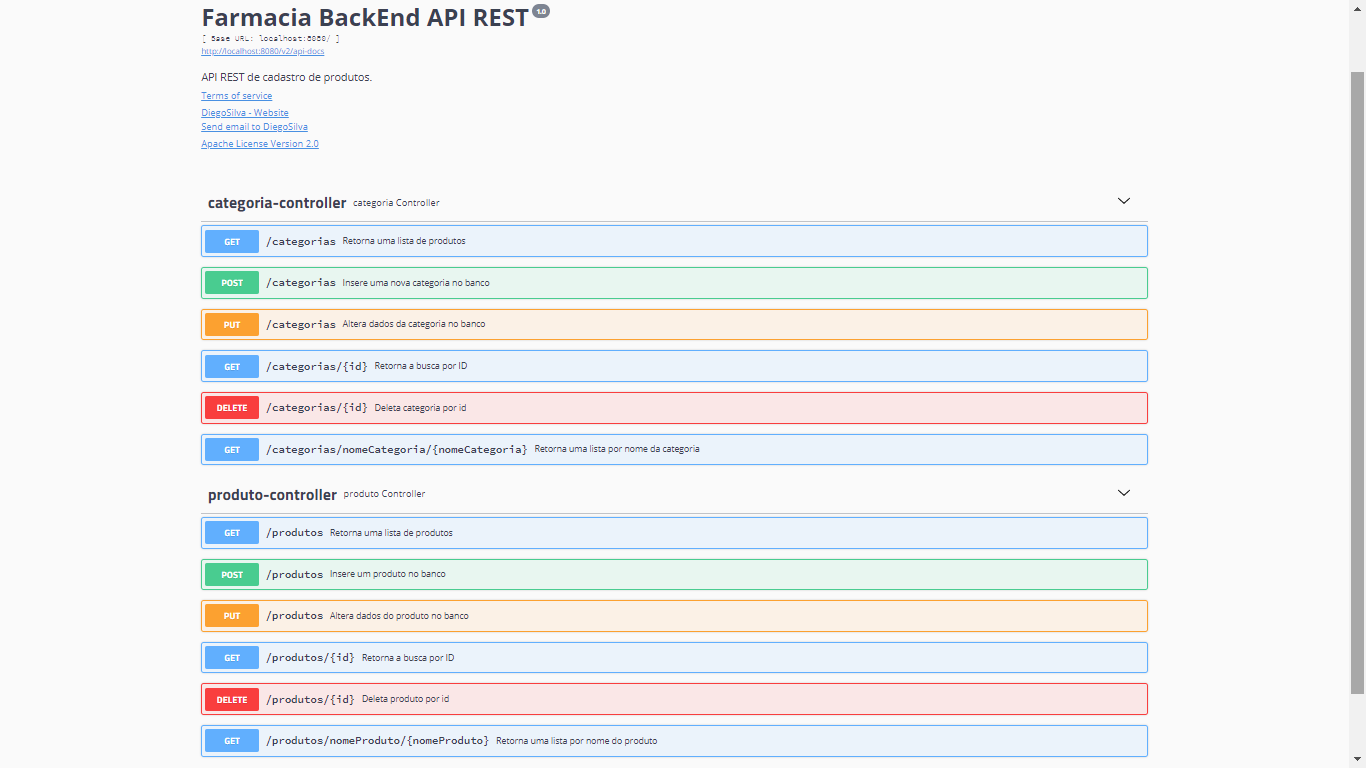 Farmacia BackEnd API REST 1.0
[ Base URL: localhost:8080/ ]
http://localhost:8080/v2/api-docs
API REST de cadastro de produtos.
Terms of service
DiegoSilva - Website
Send email to DiegoSilva
Apache License Version 2.0
categoria-controller categoria Controller
GET /categorias Retorna uma lista de produtos
POST /categorias Insere uma nova categoria no banco
PUT /categorias Altera dados da categoria no banco
GET /categorias/{id} Retorna a busca por ID
DELETE /categorias/{id} Deleta categoria por id
GET /categorias/nomeCategoria/{nomeCategoria} Retorna uma lista por nome da categoria
produto-controller produto Controller
GET /produtos Retorna uma lista de produtos
POST /produtos Insere um produto no banco
PUT /produtos Altera dados do produto no banco
GET /produtos/{id} Retorna a busca por ID
DELETE /produtos/{id} Deleta produto por id
GET /produtos/nomeProduto/{nomeProduto} Retorna uma lista por nome do produto